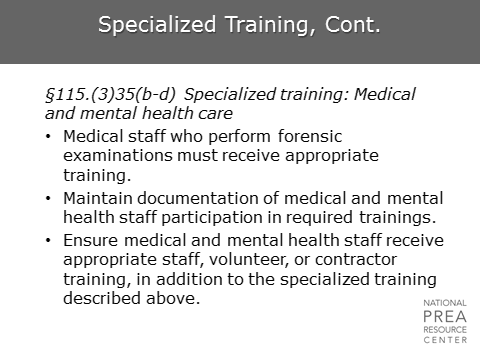 Specialized Training, Cont.
§115.(3)35(b-d) Specialized training: Medical
and mental health care
• Medical staff who perform forensic
examinations must receive appropriate
training.
• Maintain documentation of medical and mental
health staff participation in required trainings.
• Ensure medical and mental health staff receive
appropriate staff, volunteer, or contractor
training, in addition to the specialized training
described above.
NATIONAL
PREA
RESOURCE
CENTER